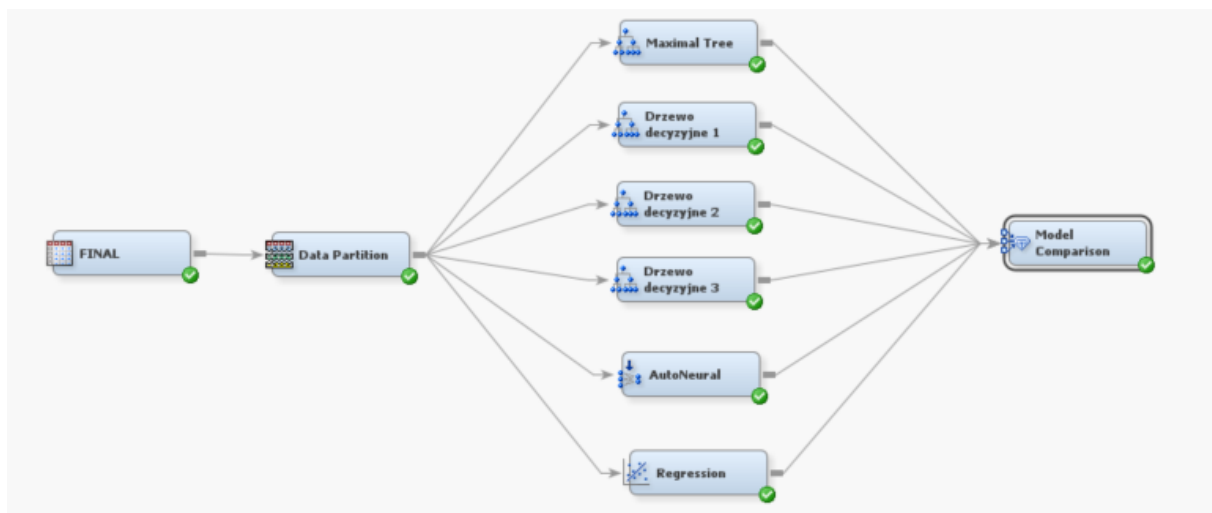 FINAL
Data Partition
Maximal Tree
Drzewo
decyzyjne 1
Drzewo
decyzyjne 2
Drzewo
decyzyjne 3
AutoNeural
Regression
Model
Comparison